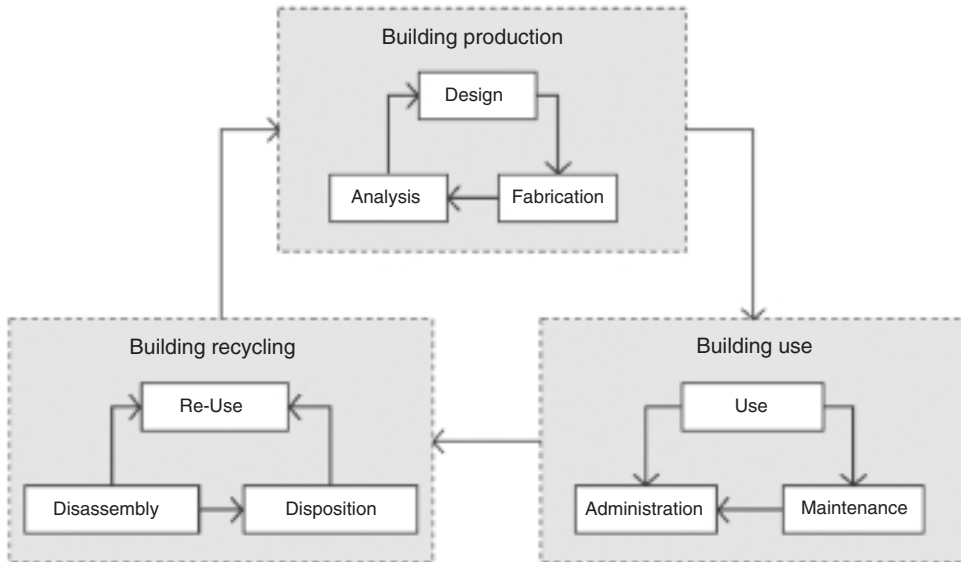 Building production
Design
Analysis
Fabrication
Building recycling
Re-Use
Disassembly
Disposition
Building use
Use
Administration
Maintenance